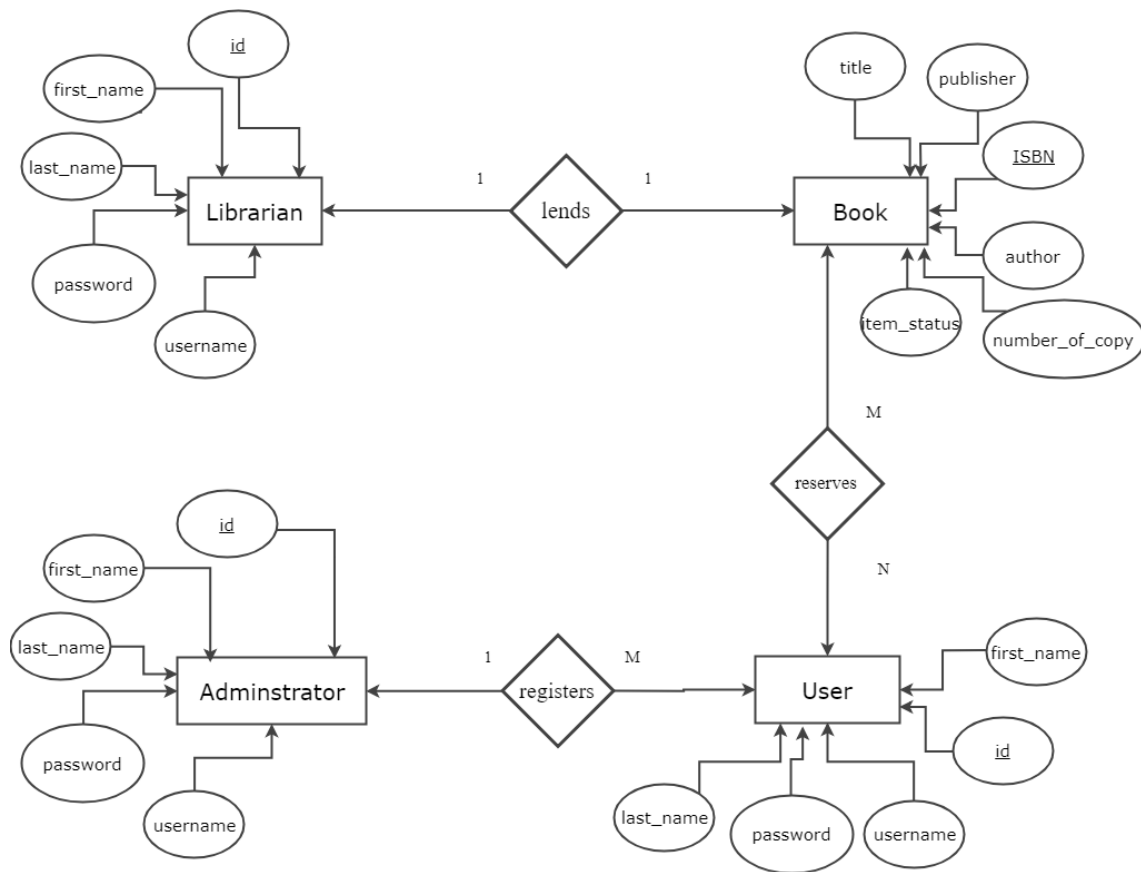 id
first_name
last_name
Librarian
password
username
1
lends
1
title
publisher
ISBN
Book
author
item_status
number_of_copy
M
reserves
N
id
first_name
last_name
Adminstrator
password
username
1
registers
M
User
first_name
id
last_name
password
username